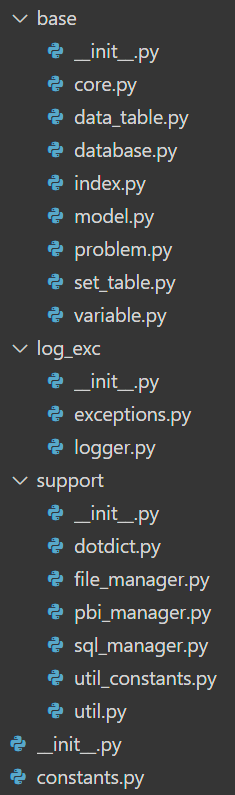 base
__init__.py
core.py
data_table.py
database.py
index.py
model.py
problem.py
set_table.py
variable.py
log_exc
__init__.py
exceptions.py
logger.py
support
__init__.py
dotdict.py
file_manager.py
pbi_manager.py
sql_manager.py
util_constants.py
util.py
__init__.py
constants.py